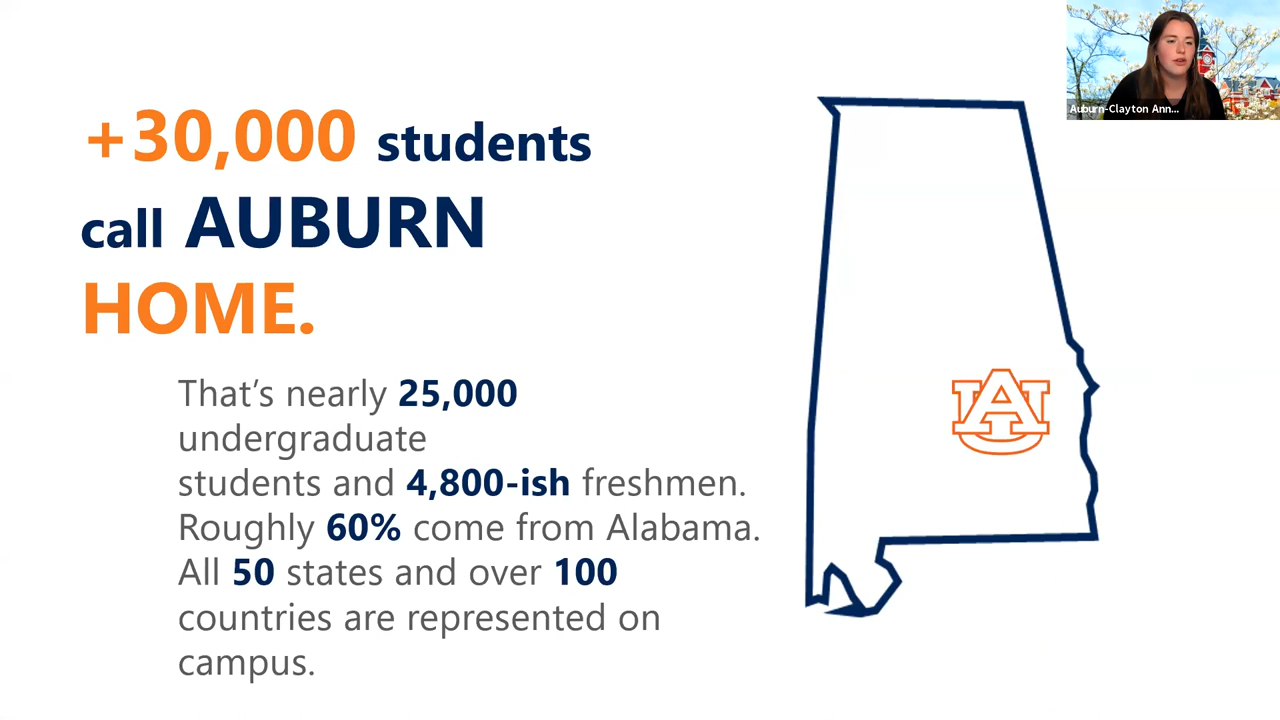 +30,000 students
call AUBURN
HOME.
That's nearly 25,000
undergraduate
students and 4,800-ish freshmen.
Roughly 60% come from Alabama.
All 50 states and over 100
countries are represented on
campus.
AU
Auburn-Clayton Ann...